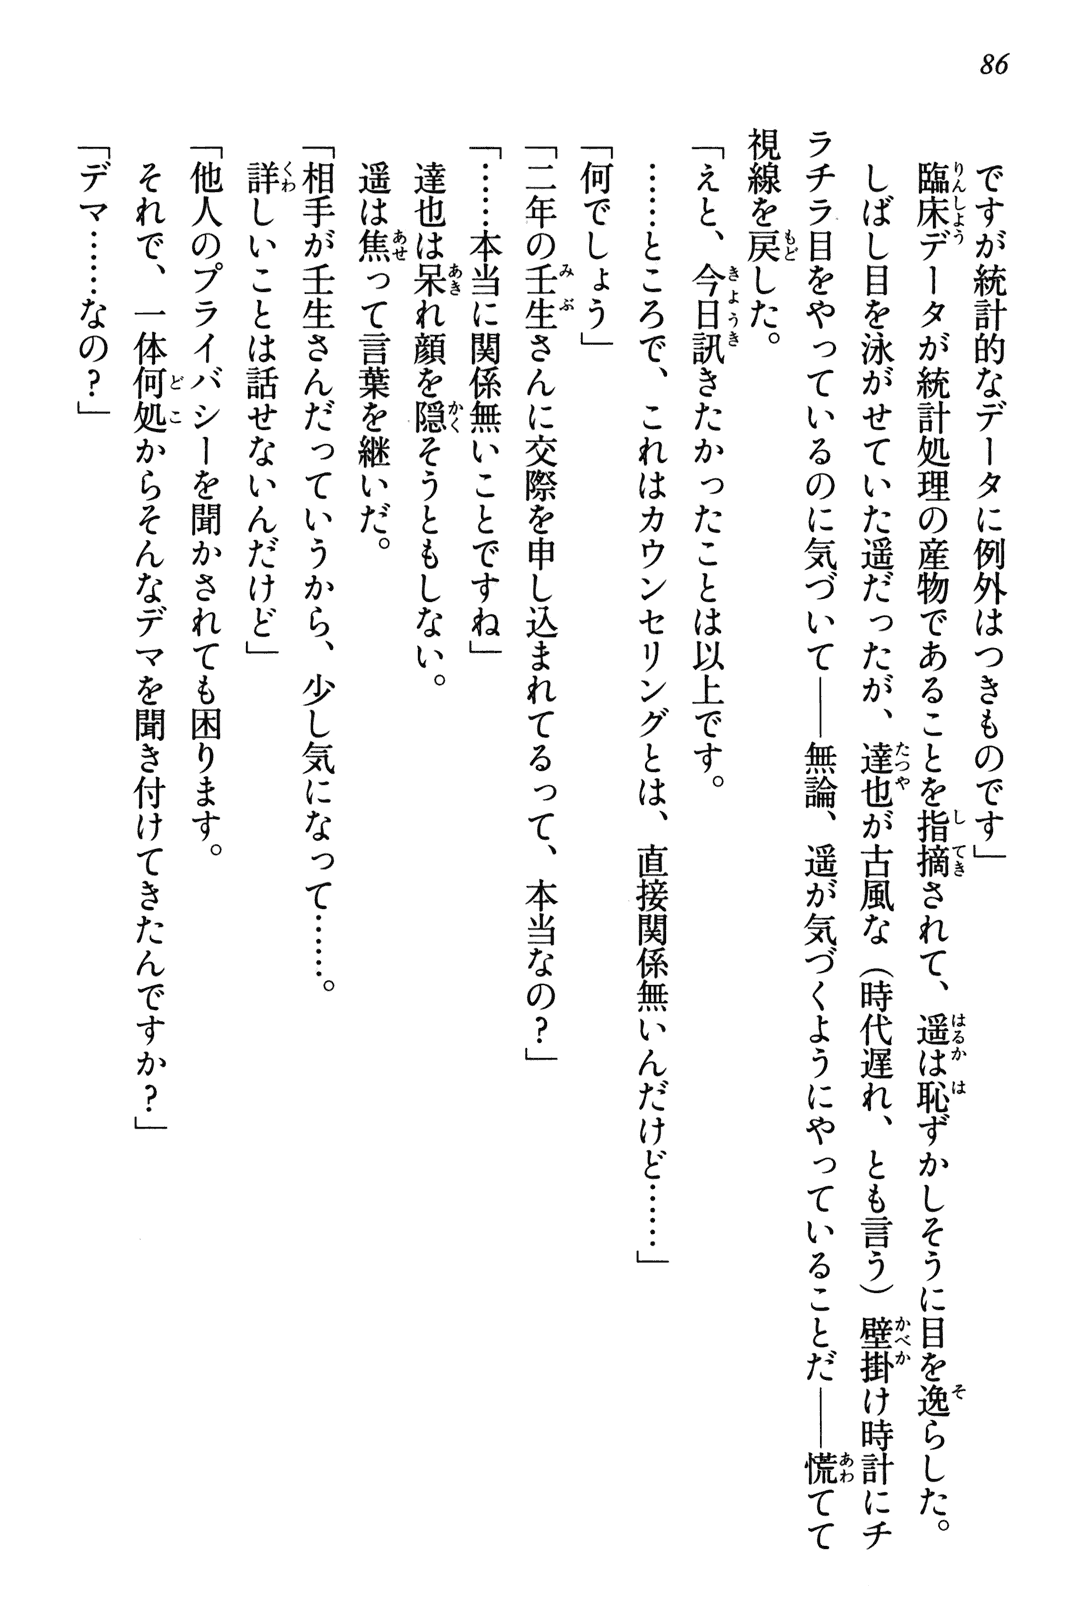 86
ですが統計的なデータに例外はつきものです」
臨床データが統計処理の産物であることを指摘されて、遥は恥ずかしそうに目を逸らした。
しばし目を泳がせていた遥だったが、達也が古風な（時代遅れ、とも言う）壁掛け時計にチ
ラチラ目をやっているのに気づいて――無論、遥が気づくようにやっていることだ――慌てて
視線を戻した。
「えと、今日訊きたかったことは以上です。
……ところで、これはカウンセリングとは、直接関係無いんだけど……」
「何でしょう」
「二年の壬生さんに交際を申し込まれてるって、本当なの？」
「……本当に関係無いことですね」
達也は呆れ顔を隠そうともしない。
遥は焦って言葉を継いだ。
「相手が壬生さんだっていうから、少し気になって……。
詳しいことは話せないんだけど」
「他人のプライバシーを聞かされても困ります。
それで、一体何処からそんなデマを聞き付けてきたんですか？」
「デマ……なの？」